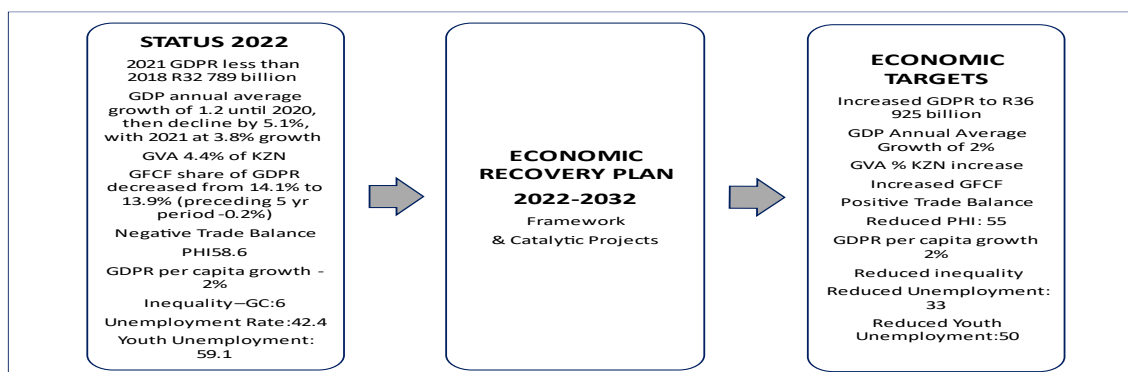 STATUS 2022
2021 GDPR less than
2018 R32 789 billion
GDP annual average
growth of 1.2 until 2020,
then decline by 5.1%,
with 2021 at 3.8% growth
GVA 4.4% of KZN
GFCF share of GDPR
decreased from 14.1% to
13.9% (preceding 5 yr
period -0.2%)
Negative Trade Balance
PHI58.6
GDPR per capita growth -
2%
Inequality–GC:6
Unemployment Rate:42.4
Youth Unemployment:
59.1
ECONOMIC
RECOVERY PLAN
2022-2032
Framework
& Catalytic Projects
ECONOMIC
TARGETS
Increased GDPR to R36
925 billion
GDP Annual Average
Growth of 2%
GVA % KZN increase
Increased GFCF
Positive Trade Balance
Reduced PHI: 55
GDPR per capita growth
2%
Reduced inequality
Reduced Unemployment:
33
Reduced Youth
Unemployment:50